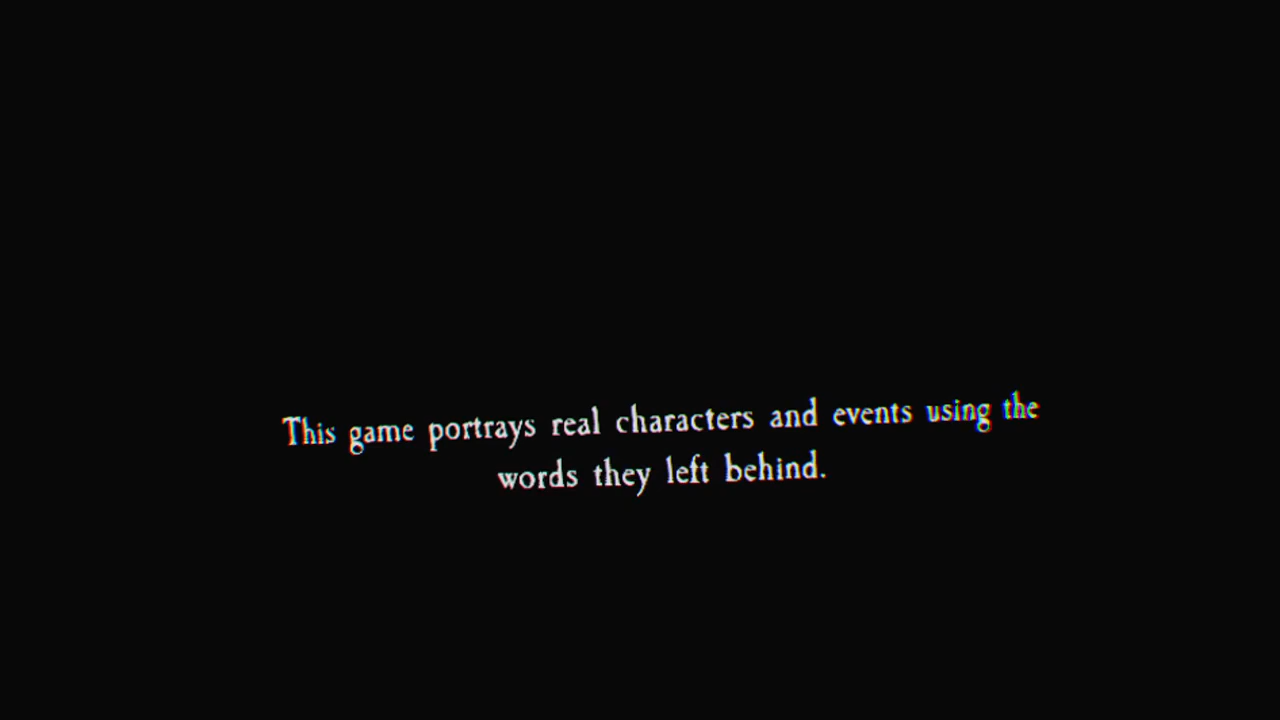 This game portrays real characters and events using the
words they left behind.